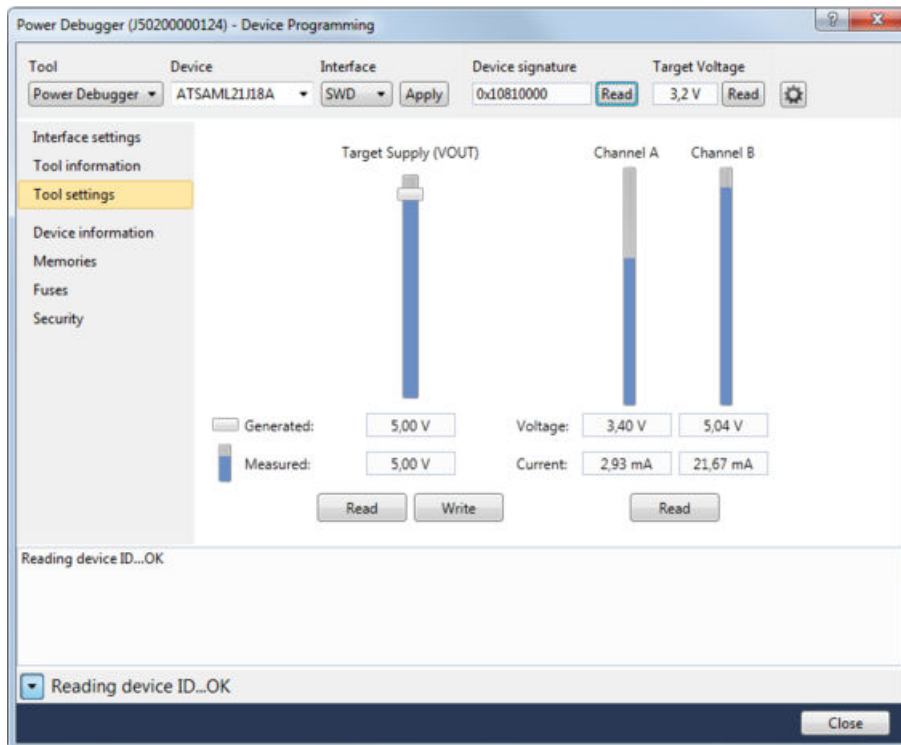 Power Debugger (J50200000124) - Device Programming
Tool Device Interface Device signature Target Voltage
Power Debugger ATSAML21J18A SWD Apply 0x10810000 Read 3,2 V Read
Interface settings
Tool information
Tool settings
Device information
Memories
Fuses
Security
Target Supply (VOUT) Channel A Channel B
Generated: 5,00 V Voltage: 3,40 V 5,04 V
Measured: 5,00 V Current: 2,93 mA 21,67 mA
Read Write Read
Reading device ID...OK
Reading device ID...OK
Close